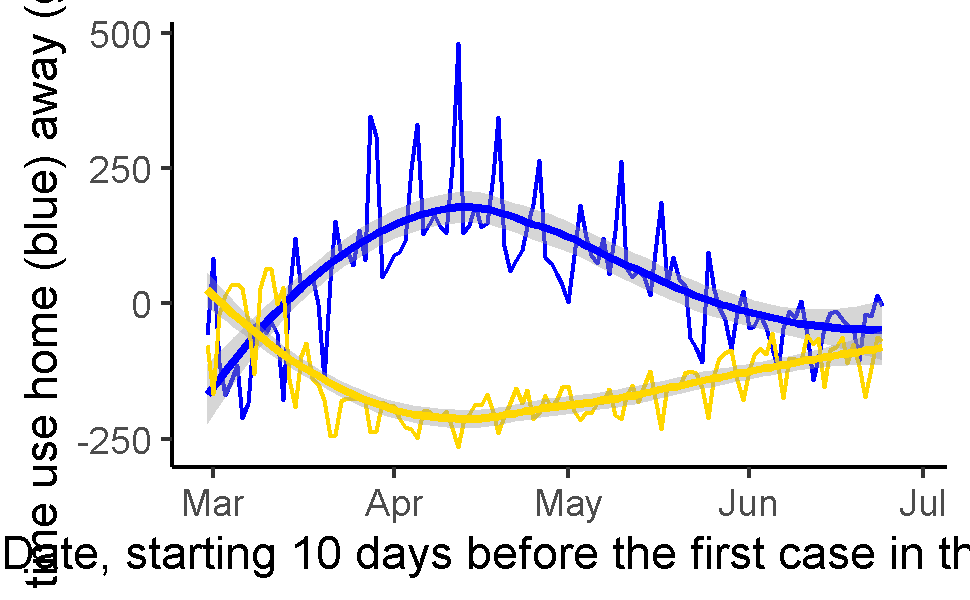 time use home (blue) away (
500
250
0
-250
Mar Apr May Jun Jul
Date, starting 10 days before the first case in th